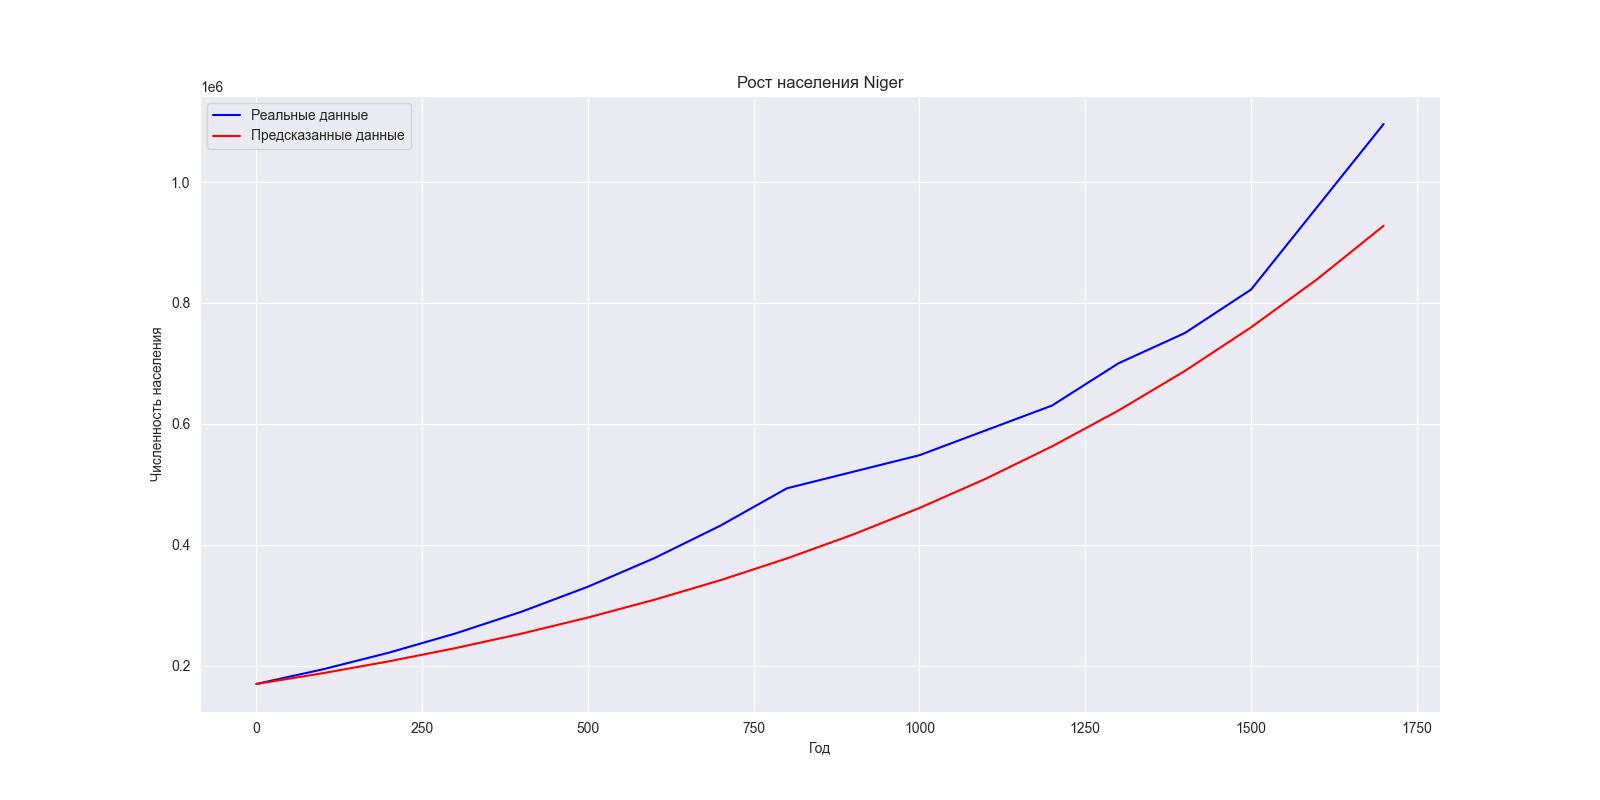 Рост населения Niger
1e6
Реальные данные
Предсказанные данные
1.0
0.8
0.6
0.4
0.2
Численность населения
0 250 500 750 1000 1250 1500 1750
Год